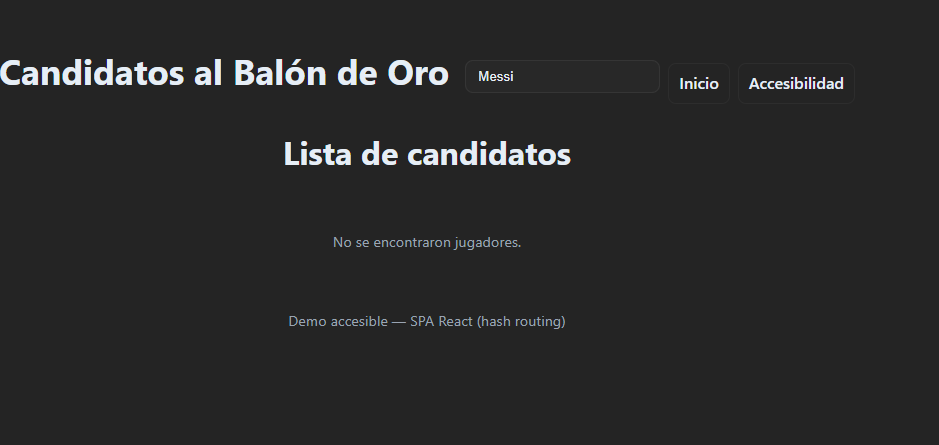 Candidatos al Balón de Oro
Messi
Inicio
Accesibilidad
Lista de candidatos
No se encontraron jugadores.
Demo accesible — SPA React (hash routing)